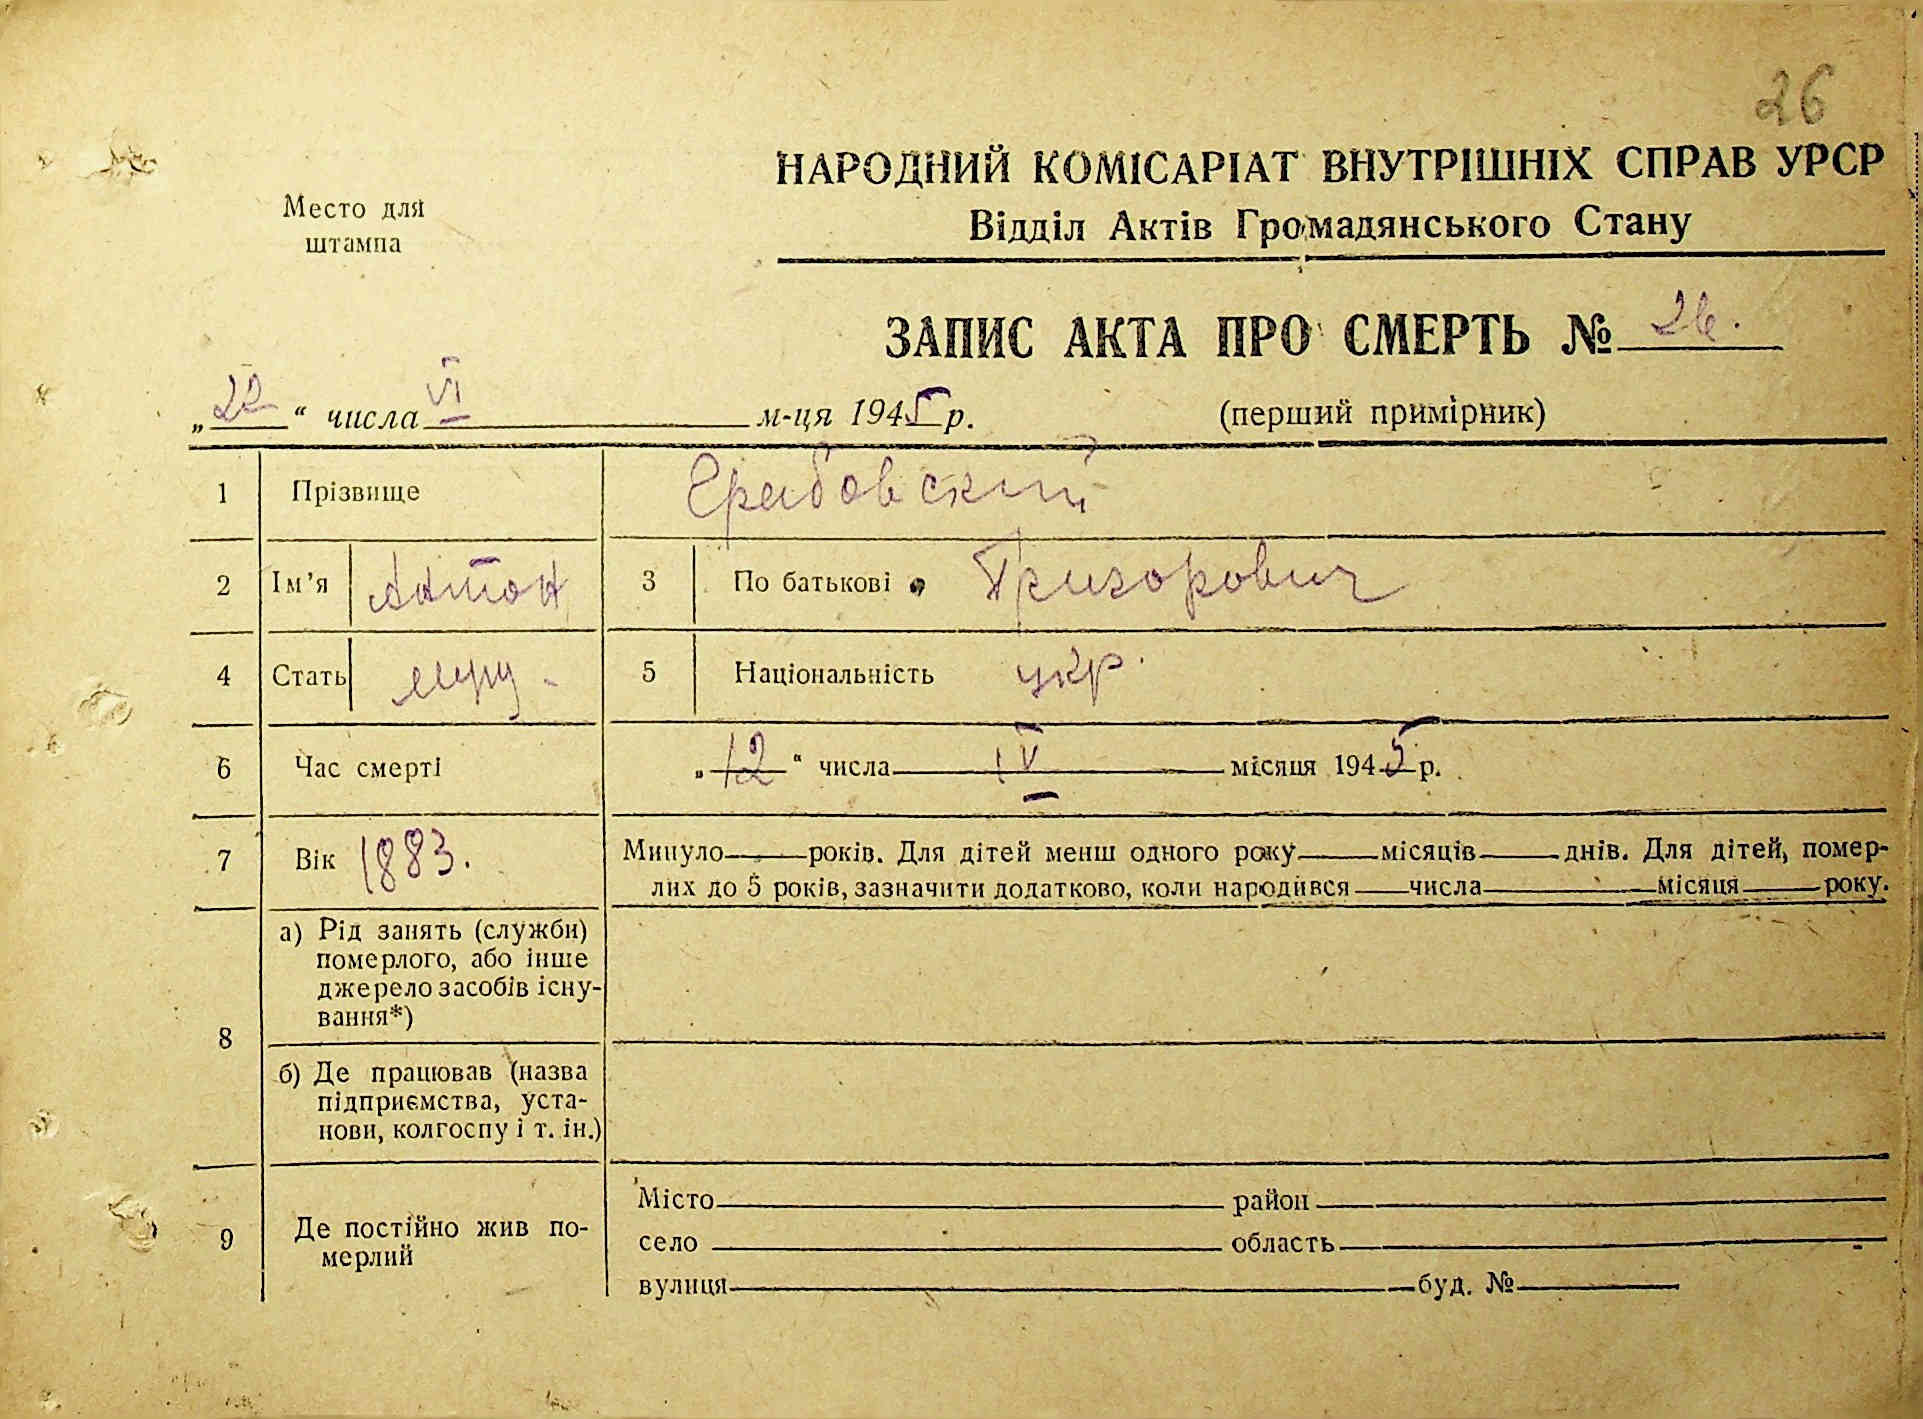 26
Место для
штампа
НАРОДНИЙ КОМІСАРІАТ ВНУТРІШНІХ СПРАВ УРСР
Відділ Актів Громадянського Стану
ЗАПИС АКТА ПРО СМЕРТЬ № 26.
„22“ числа VI м-ця 1945 р. (перший примірник)
1 Прізвище Грабовский
2 Ім’я Антон 3 По батькові Григорович
4 Стать 5 Національність укр.
6 Час смерті „12“ числа IV місяця 1945 р.
7 Вік 1883. Минуло — років. Для дітей менш одного року — місяців — днів. Для дітей, помер-
лих до 5 років, зазначити додатково, коли народився — числа — місяця — року.
8 а) Рід занять (служби)
померлого, або інше
джерело засобів існу-
вання*)
б) Де працював (назва
підприємства, уста-
нови, колгоспу і т. ін.)
9 Де постійно жив по-
мерлий
Місто район
село область
вулиця буд. №